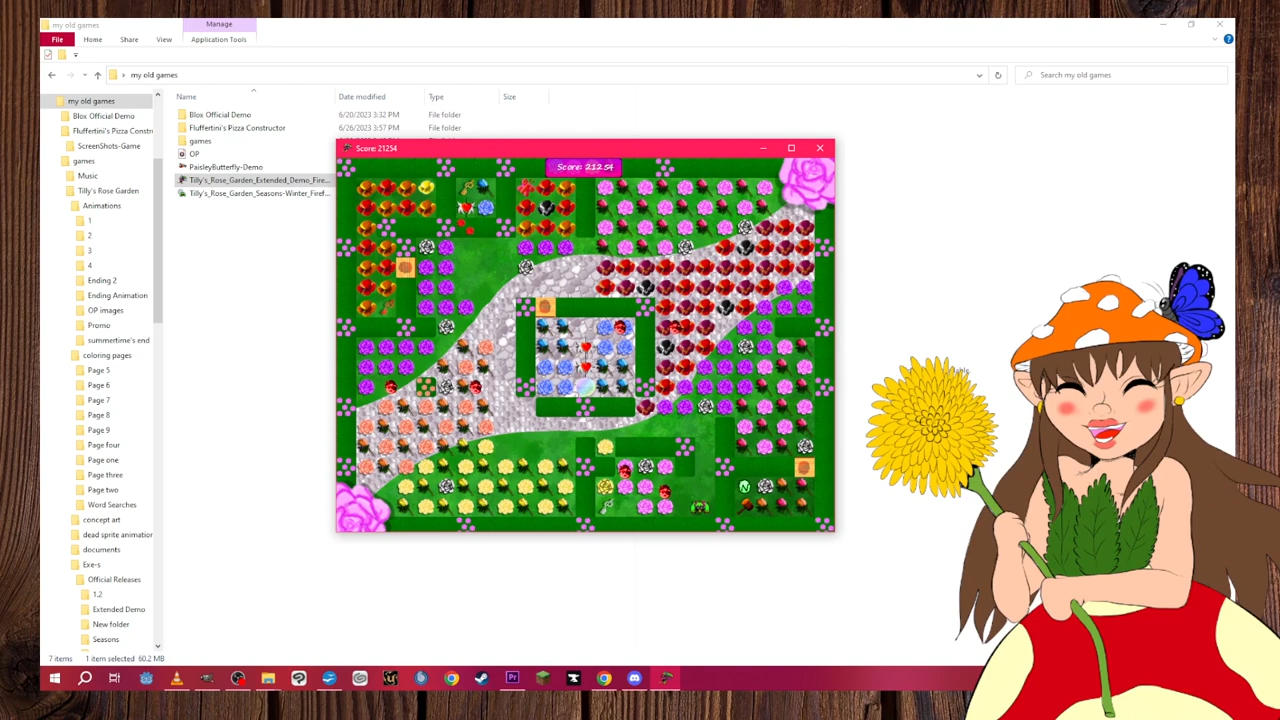 my old games
Manage
File
Home
Share
View
Application Tools
my old games
Search my old games
Name
Date modified
Type
Size
my old games
Blox Official Demo
Fluffertini's Pizza Constru
ScreenShots-Game
games
Music
Tilly's Rose Garden
Animations
1
2
3
4
Ending 2
Ending Animation
OP images
Promo
summertime's end
coloring pages
Page 5
Page 6
Page 7
Page 8
Page 9
Page four
Page one
Page three
Page two
Word Searches
concept art
dead sprite animation
documents
Exe-s
Official Releases
1.2
Extended Demo
New folder
Seasons
Blox Official Demo
6/20/2023 3:32 PM
File folder
Fluffertini's Pizza Constructor
6/26/2023 3:57 PM
File folder
games
OP
PaisleyButterfly-Demo
Tilly's_Rose_Garden_Extended_Demo_Fire...
Tilly's_Rose_Garden_Seasons-Winter_Firef...
Score: 21254
Score: 21254
N
7 items
1 item selected 60.2 MB
Pr